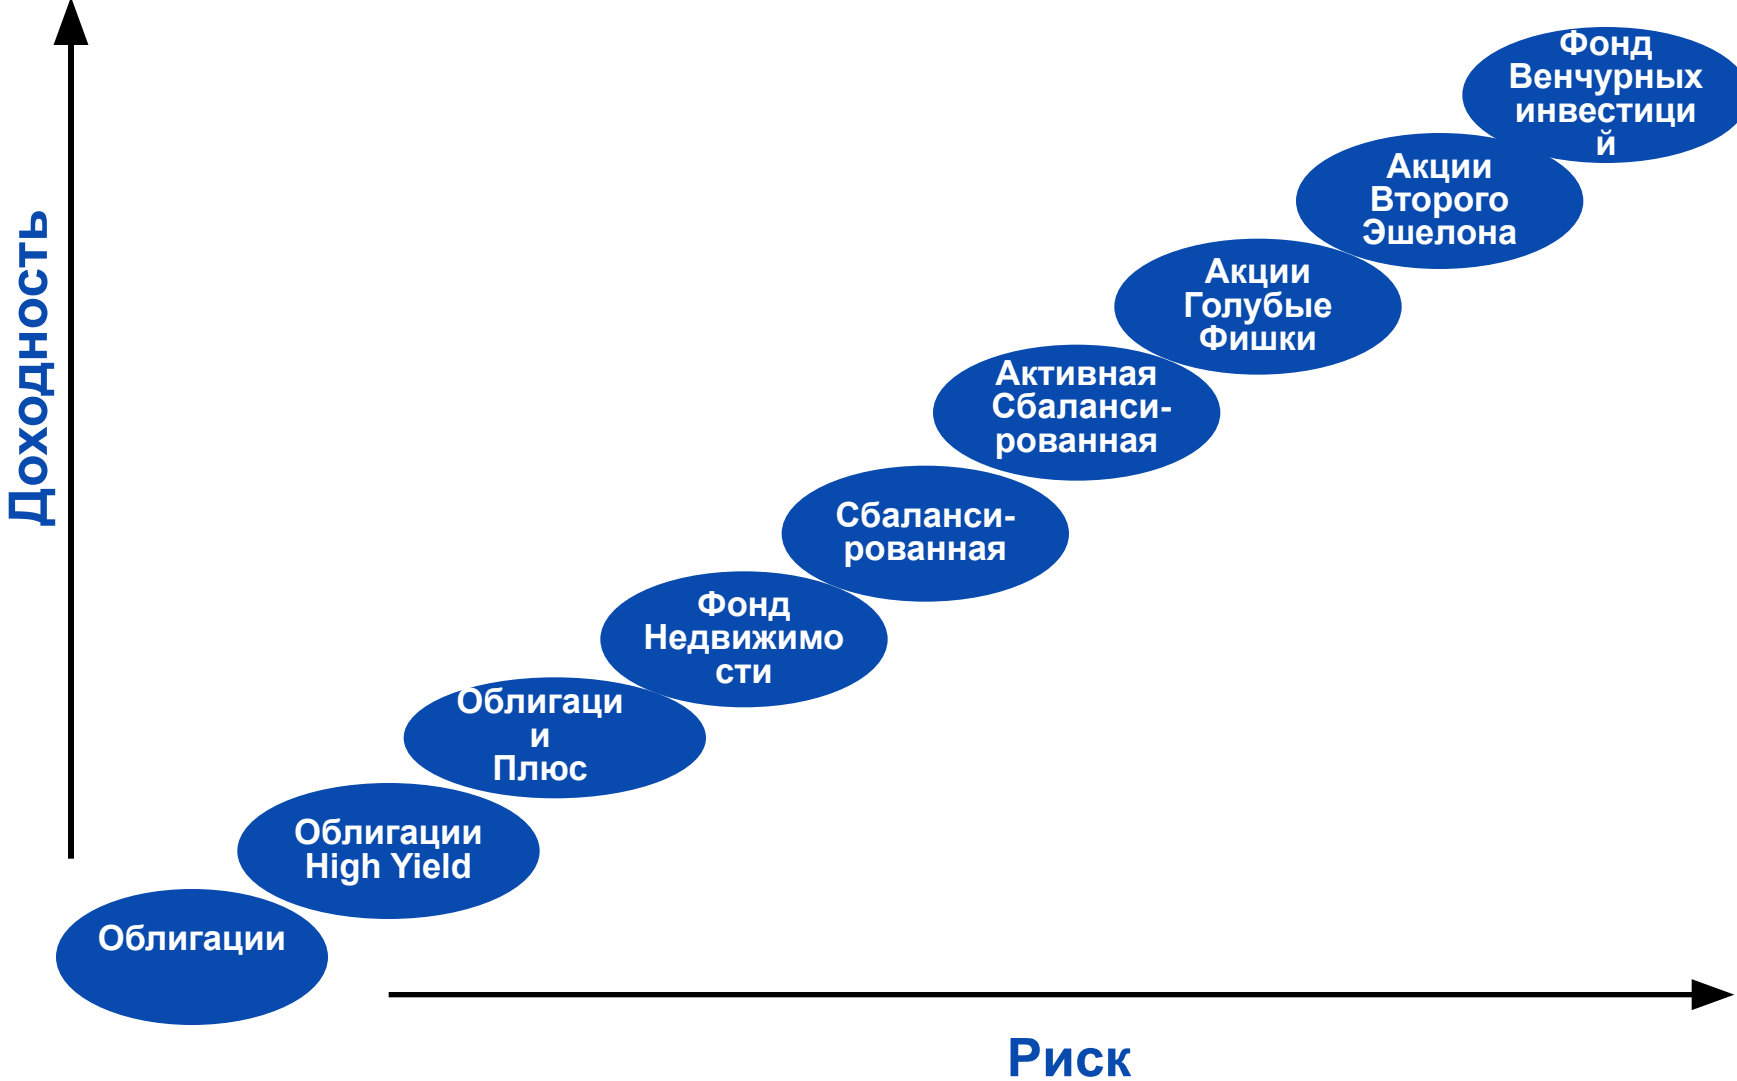 Доходность
Фонд
Венчурных
инвестици
й
Акции
Второго
Эшелона
Акции
Голубые
Фишки
Активная
Сбаланси-
рованная
Сбаланси-
рованная
Фонд
Недвижимо
сти
Облигаци
и
Плюс
Облигации
High Yield
Облигации
Риск